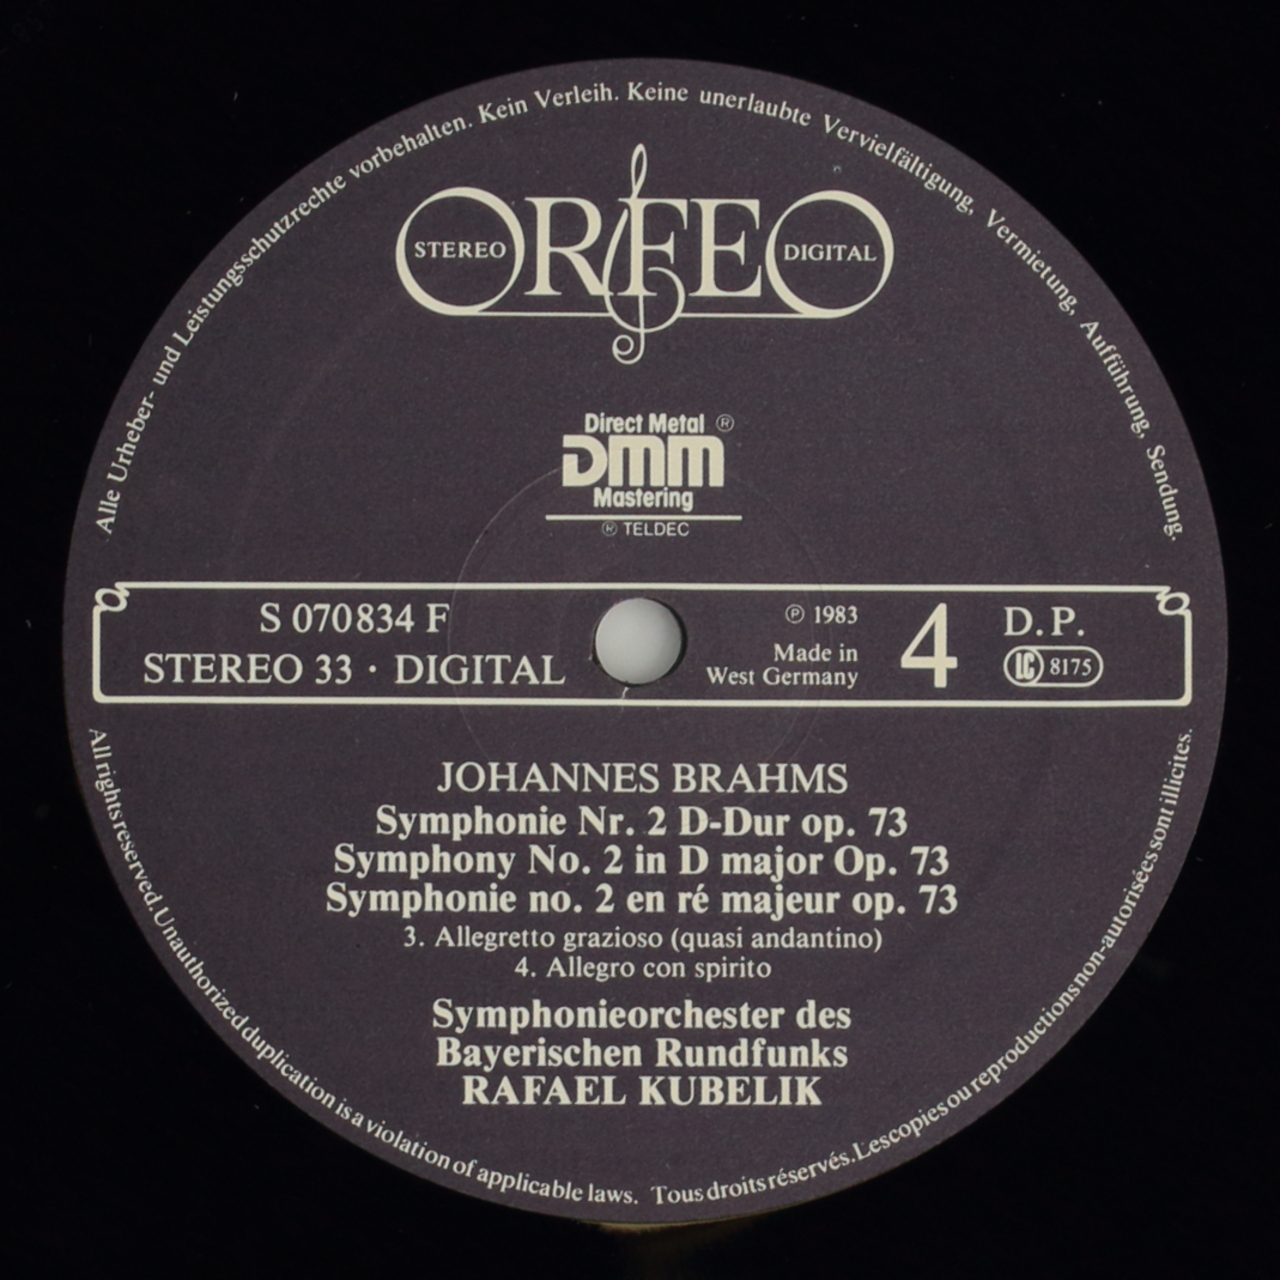 Alle Urheber- und Leistungsschutzrechte vorbehalten. Kein Verleih. Keine unerlaubte Vervielfältigung, Vermietung, Aufführung, Sendung.
ORFEO
STEREO
DIGITAL
Direct Metal ®
DMM
Mastering
® TELDEC
S 070834 F
STEREO 33 · DIGITAL
℗ 1983
Made in
West Germany
4
D.P.
LC 8175
JOHANNES BRAHMS
Symphonie Nr. 2 D-Dur op. 73
Symphony No. 2 in D major Op. 73
Symphonie no. 2 en ré majeur op. 73
3. Allegretto grazioso (quasi andantino)
4. Allegro con spirito
Symphonieorchester des
Bayerischen Rundfunks
RAFAEL KUBELIK
All rights reserved. Unauthorized duplication is a violation of applicable laws. Tous droits réservés. Les copies ou reproductions non-autorisées sont illicites.